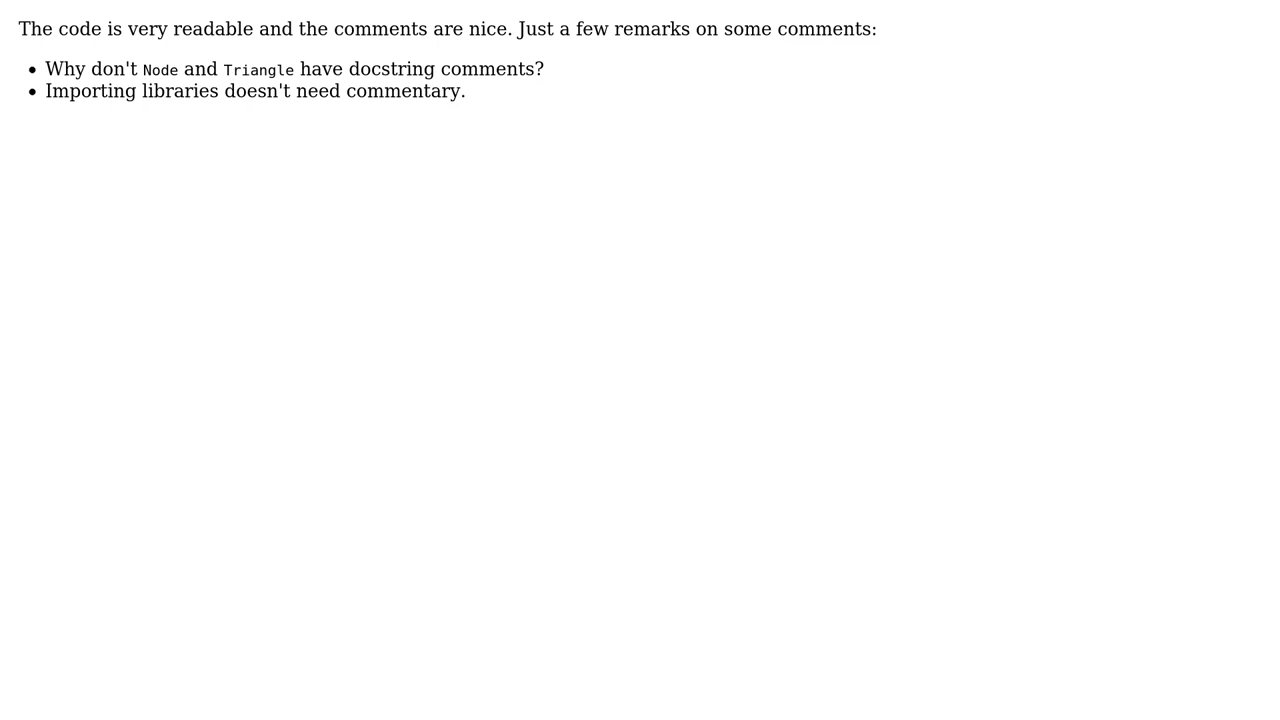 The code is very readable and the comments are nice. Just a few remarks on some comments:
• Why don't Node and Triangle have docstring comments?
• Importing libraries doesn't need commentary.